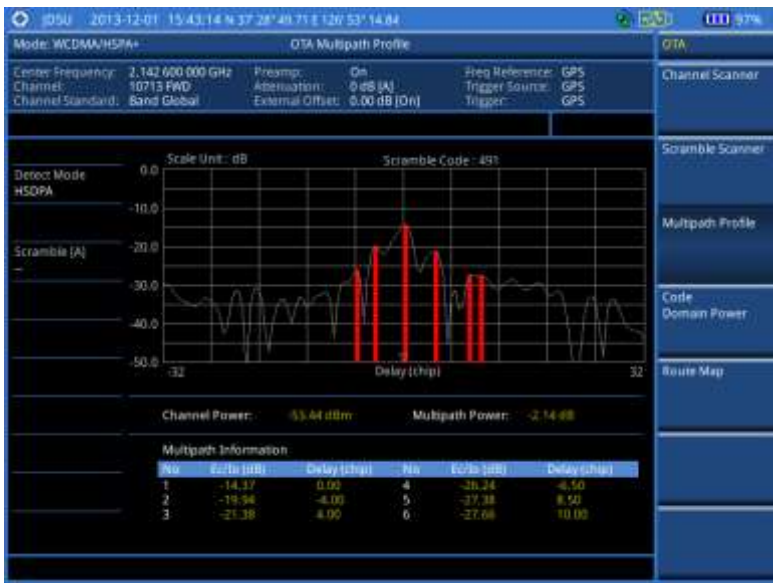 JDSU 2013-12-01 15:43:14 N 37° 28' 49.71 E 126° 53' 14.84 97%
Mode: WCDMA/HSPA+ OTA Multipath Profile OTA
Center Frequency: 2.142 600 000 GHz Preamp: On Freq Reference: GPS
Channel: 10713 FWD Attenuation: 0 dB [A] Trigger Source: GPS
Channel Standard: Band Global External Offset: 0.00 dB [On] Trigger: GPS
Channel Scanner
Scramble Scanner
Multipath Profile
Code
Domain Power
Route Map
Detect Mode
HSDPA
Scramble [A]
--
Scale Unit: dB Scramble Code: 491
0.0
-10.0
-20.0
-30.0
-40.0
-50.0
-32 Delay (chip) 32
Channel Power: -53.44 dBm Multipath Power: -2.14 dB
Multipath Information
No Ec/Io (dB) Delay (chip) No Ec/Io (dB) Delay (chip)
1 -14.37 0.00 4 -26.24 -6.50
2 -19.94 -4.00 5 -27.38 8.50
3 -21.38 4.00 6 -27.66 10.00